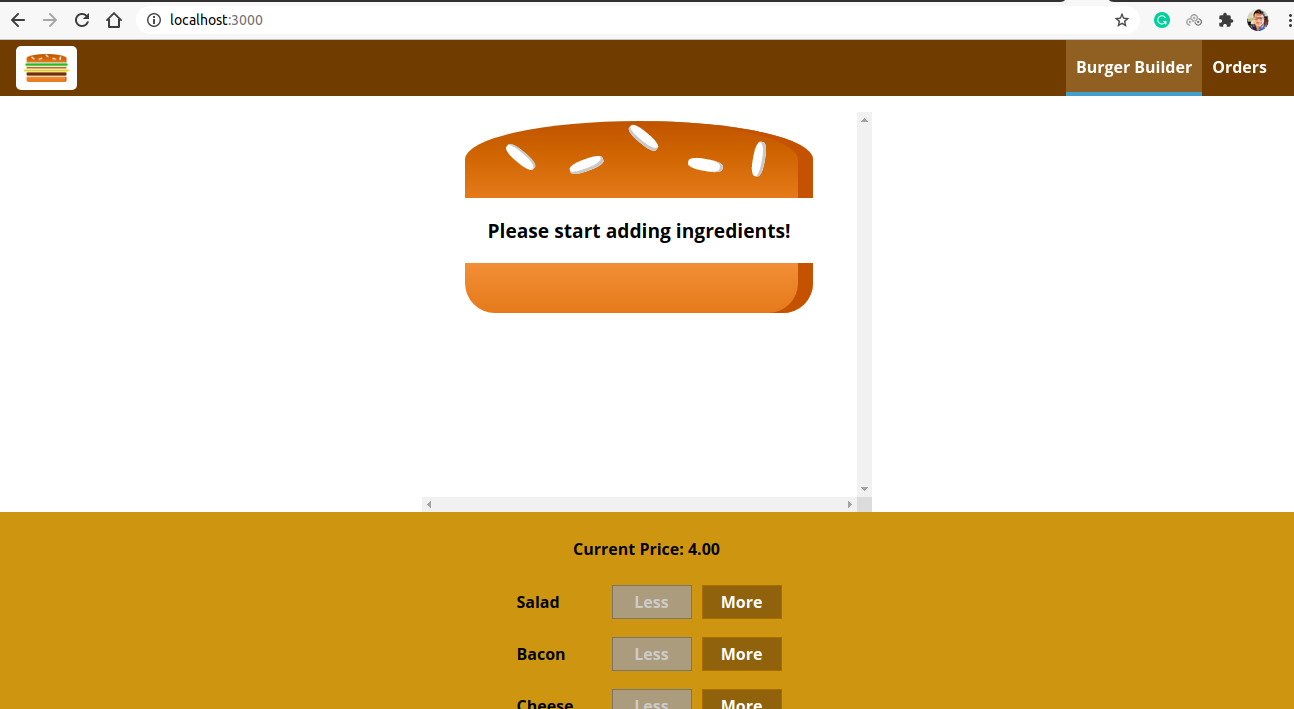 localhost:3000
Burger Builder Orders
Please start adding ingredients!
Current Price: 4.00
Salad Less More
Bacon Less More
Cheese Less More